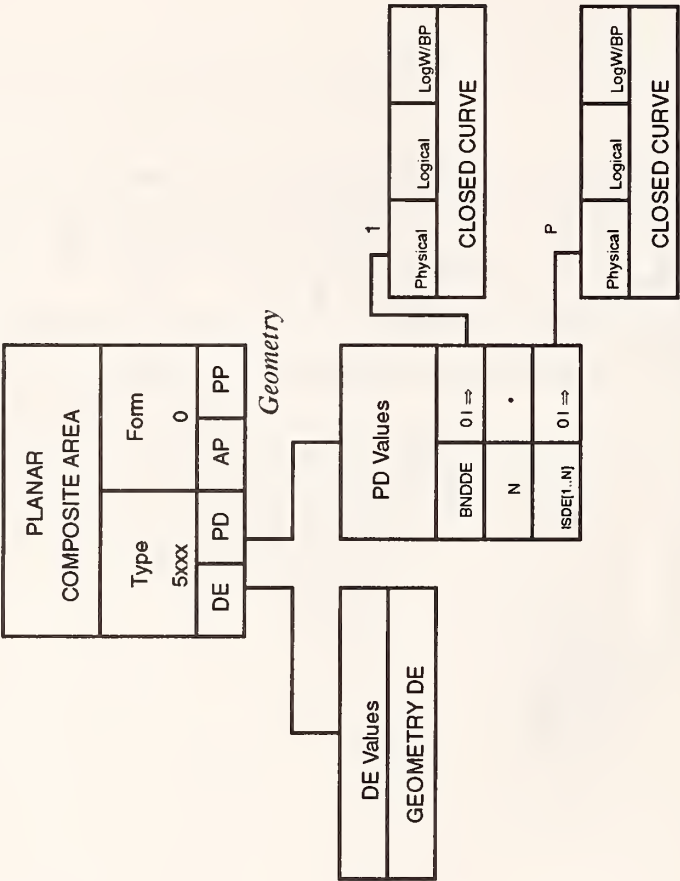 PLANAR
COMPOSITE AREA
Type
5xxx
Form
0
DE
PD
AP
PP
Geometry
DE Values
GEOMETRY DE
PD Values
BNDDE
0 I ⇒
N
•
ISDE[1..N]
0 I ⇒
1
Physical
Logical
LogW/BP
CLOSED CURVE
P
Physical
Logical
LogW/BP
CLOSED CURVE